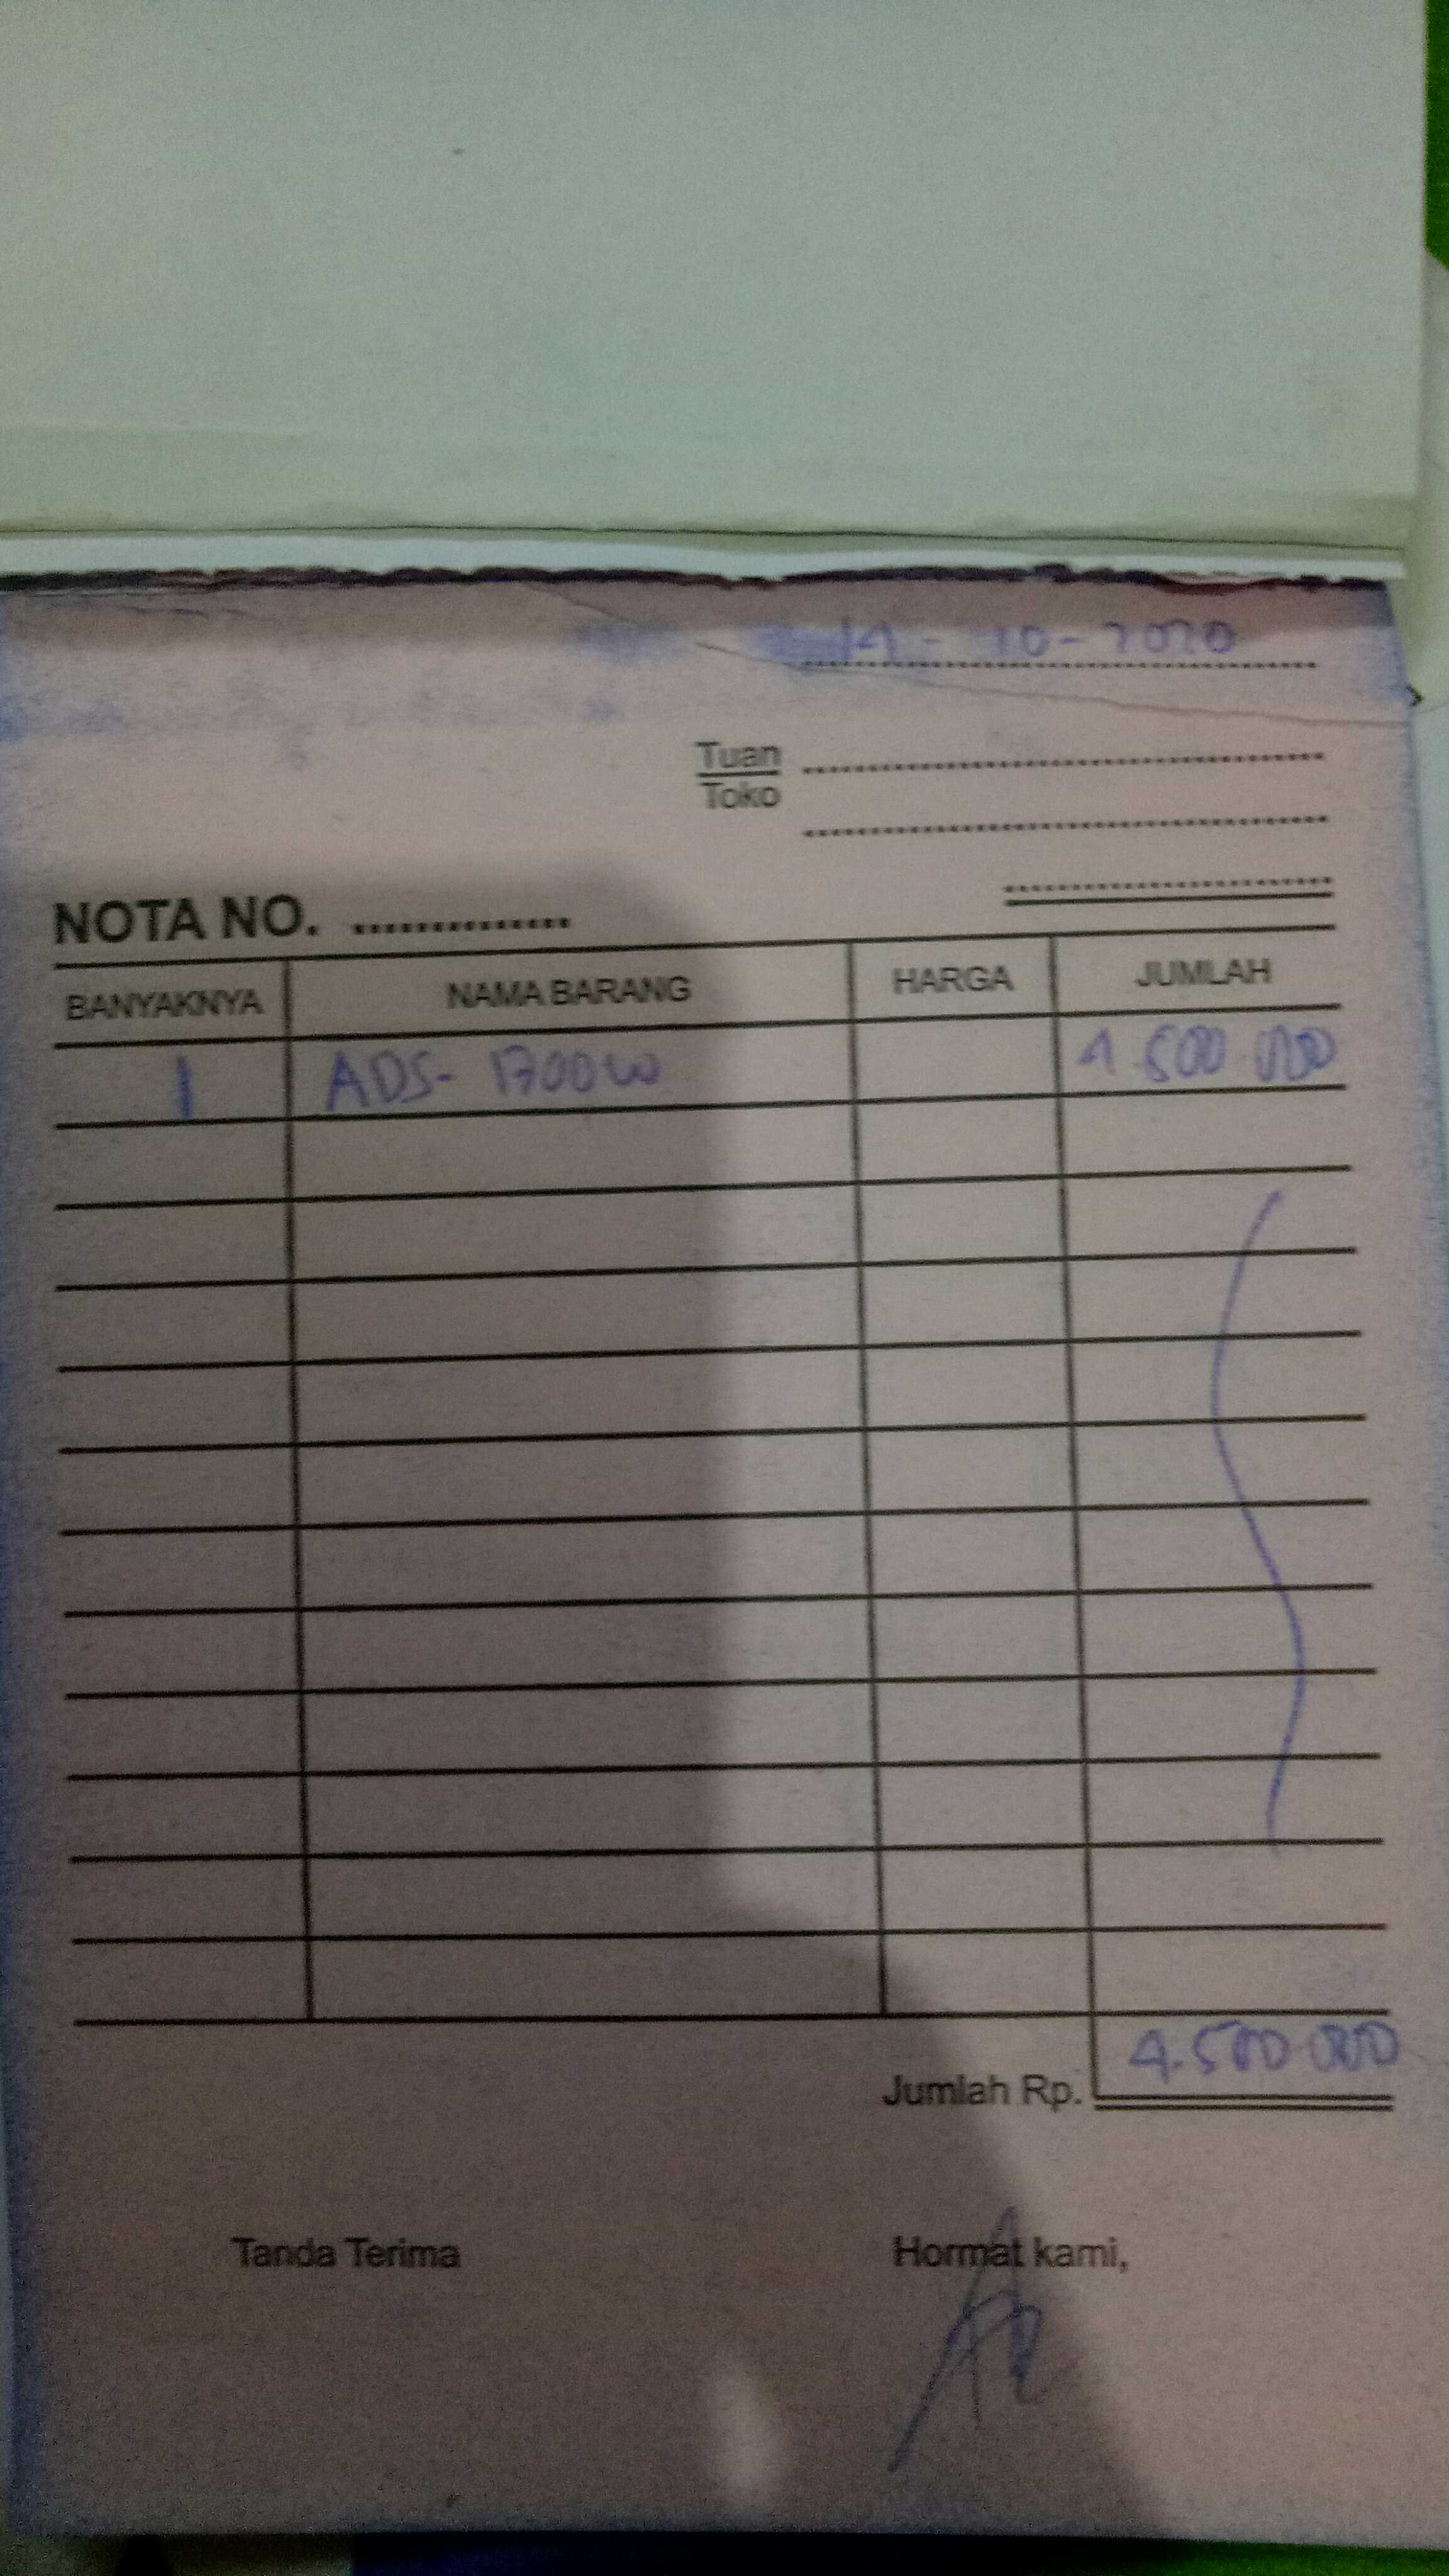 14-10-2020
Tuan ..........
Toko
NOTA NO. ..............
BANYAKNYA NAMA BARANG HARGA JUMLAH
1 ADS-1700W 4.500.000
Jumlah Rp. 4.500.000
Tanda Terima Hormat kami,